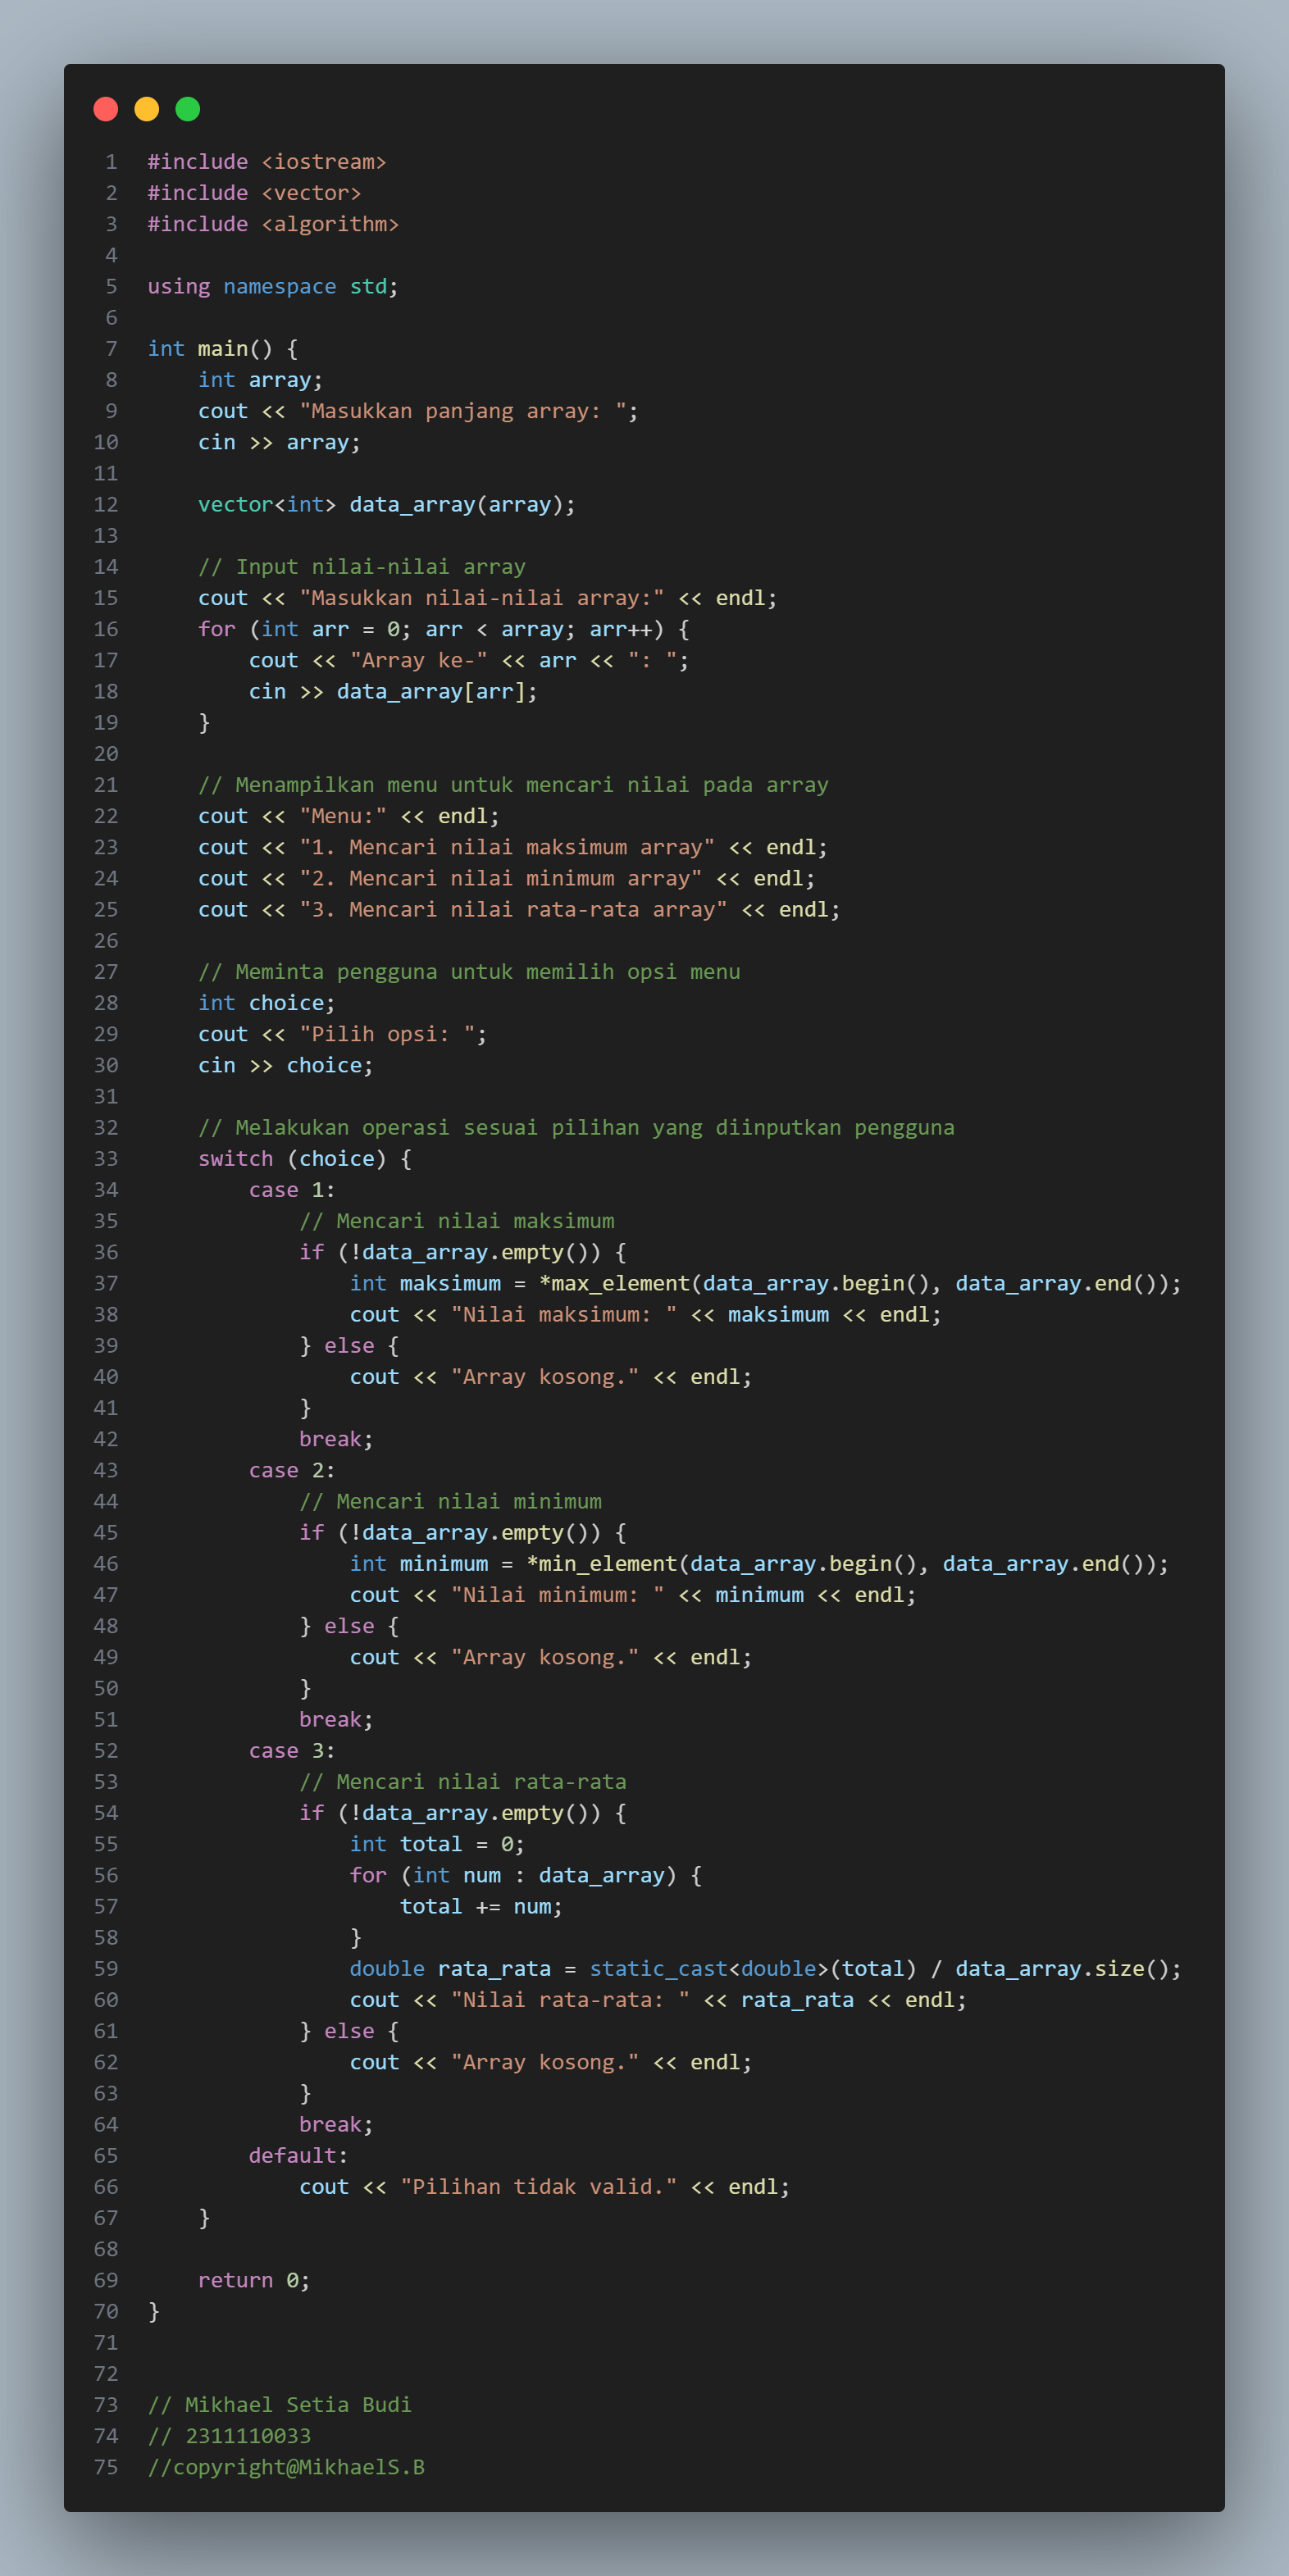 1 #include <iostream>
2 #include <vector>
3 #include <algorithm>
4
5 using namespace std;
6
7 int main() {
8     int array;
9     cout << "Masukkan panjang array: ";
10     cin >> array;
11
12     vector<int> data_array(array);
13
14     // Input nilai-nilai array
15     cout << "Masukkan nilai-nilai array:" << endl;
16     for (int arr = 0; arr < array; arr++) {
17         cout << "Array ke-" << arr << ": ";
18         cin >> data_array[arr];
19     }
20
21     // Menampilkan menu untuk mencari nilai pada array
22     cout << "Menu:" << endl;
23     cout << "1. Mencari nilai maksimum array" << endl;
24     cout << "2. Mencari nilai minimum array" << endl;
25     cout << "3. Mencari nilai rata-rata array" << endl;
26
27     // Meminta pengguna untuk memilih opsi menu
28     int choice;
29     cout << "Pilih opsi: ";
30     cin >> choice;
31
32     // Melakukan operasi sesuai pilihan yang diinputkan pengguna
33     switch (choice) {
34         case 1:
35             // Mencari nilai maksimum
36             if (!data_array.empty()) {
37                 int maksimum = *max_element(data_array.begin(), data_array.end());
38                 cout << "Nilai maksimum: " << maksimum << endl;
39             } else {
40                 cout << "Array kosong." << endl;
41             }
42             break;
43         case 2:
44             // Mencari nilai minimum
45             if (!data_array.empty()) {
46                 int minimum = *min_element(data_array.begin(), data_array.end());
47                 cout << "Nilai minimum: " << minimum << endl;
48             } else {
49                 cout << "Array kosong." << endl;
50             }
51             break;
52         case 3:
53             // Mencari nilai rata-rata
54             if (!data_array.empty()) {
55                 int total = 0;
56                 for (int num : data_array) {
57                     total += num;
58                 }
59                 double rata_rata = static_cast<double>(total) / data_array.size();
60                 cout << "Nilai rata-rata: " << rata_rata << endl;
61             } else {
62                 cout << "Array kosong." << endl;
63             }
64             break;
65         default:
66             cout << "Pilihan tidak valid." << endl;
67     }
68
69     return 0;
70 }
71
72
73 // Mikhael Setia Budi
74 // 2311110033
75 //copyright@MikhaelS.B